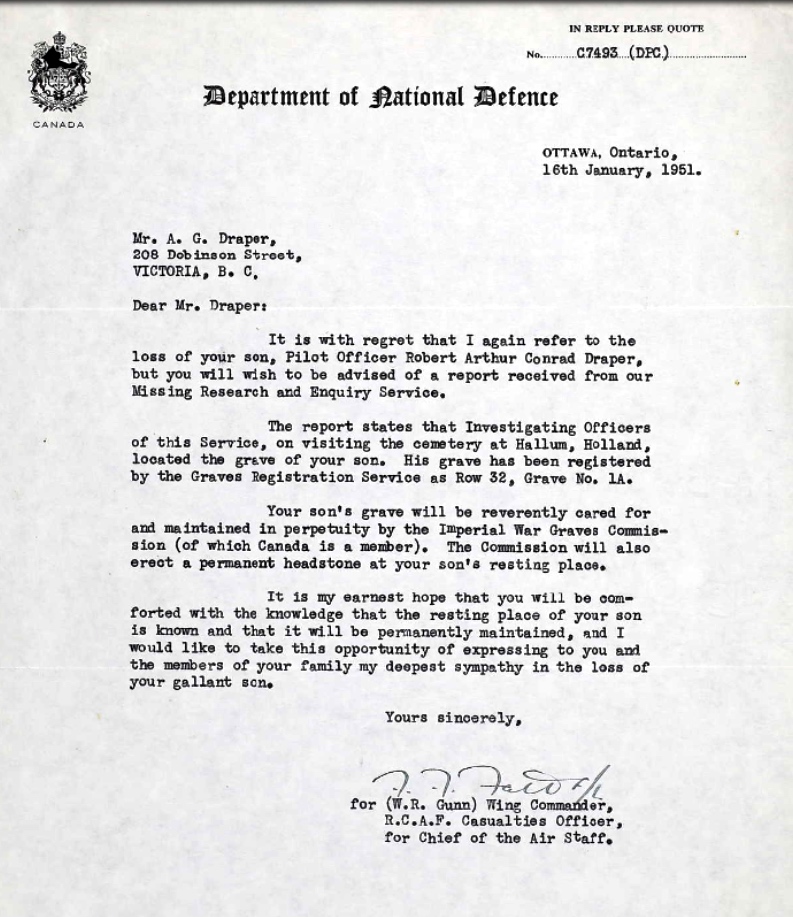 IN REPLY PLEASE QUOTE
No. C7493 (DPC)
Department of National Defence
CANADA
OTTAWA, Ontario,
16th January, 1951.
Mr. A. G. Draper,
208 Dobinson Street,
VICTORIA, B. C.
Dear Mr. Draper:
It is with regret that I again refer to the
loss of your son, Pilot Officer Robert Arthur Conrad Draper,
but you will wish to be advised of a report received from our
Missing Research and Enquiry Service.
The report states that Investigating Officers
of this Service, on visiting the cemetery at Hallum, Holland,
located the grave of your son. His grave has been registered
by the Graves Registration Service as Row 32, Grave No. 1A.
Your son's grave will be reverently cared for
and maintained in perpetuity by the Imperial War Graves Commis-
sion (of which Canada is a member). The Commission will also
erect a permanent headstone at your son's resting place.
It is my earnest hope that you will be com-
forted with the knowledge that the resting place of your son
is known and that it will be permanently maintained, and I
would like to take this opportunity of expressing to you and
the members of your family my deepest sympathy in the loss of
your gallant son.
Yours sincerely,
for (W.R. Gunn) Wing Commander,
R.C.A.F. Casualties Officer,
for Chief of the Air Staff.